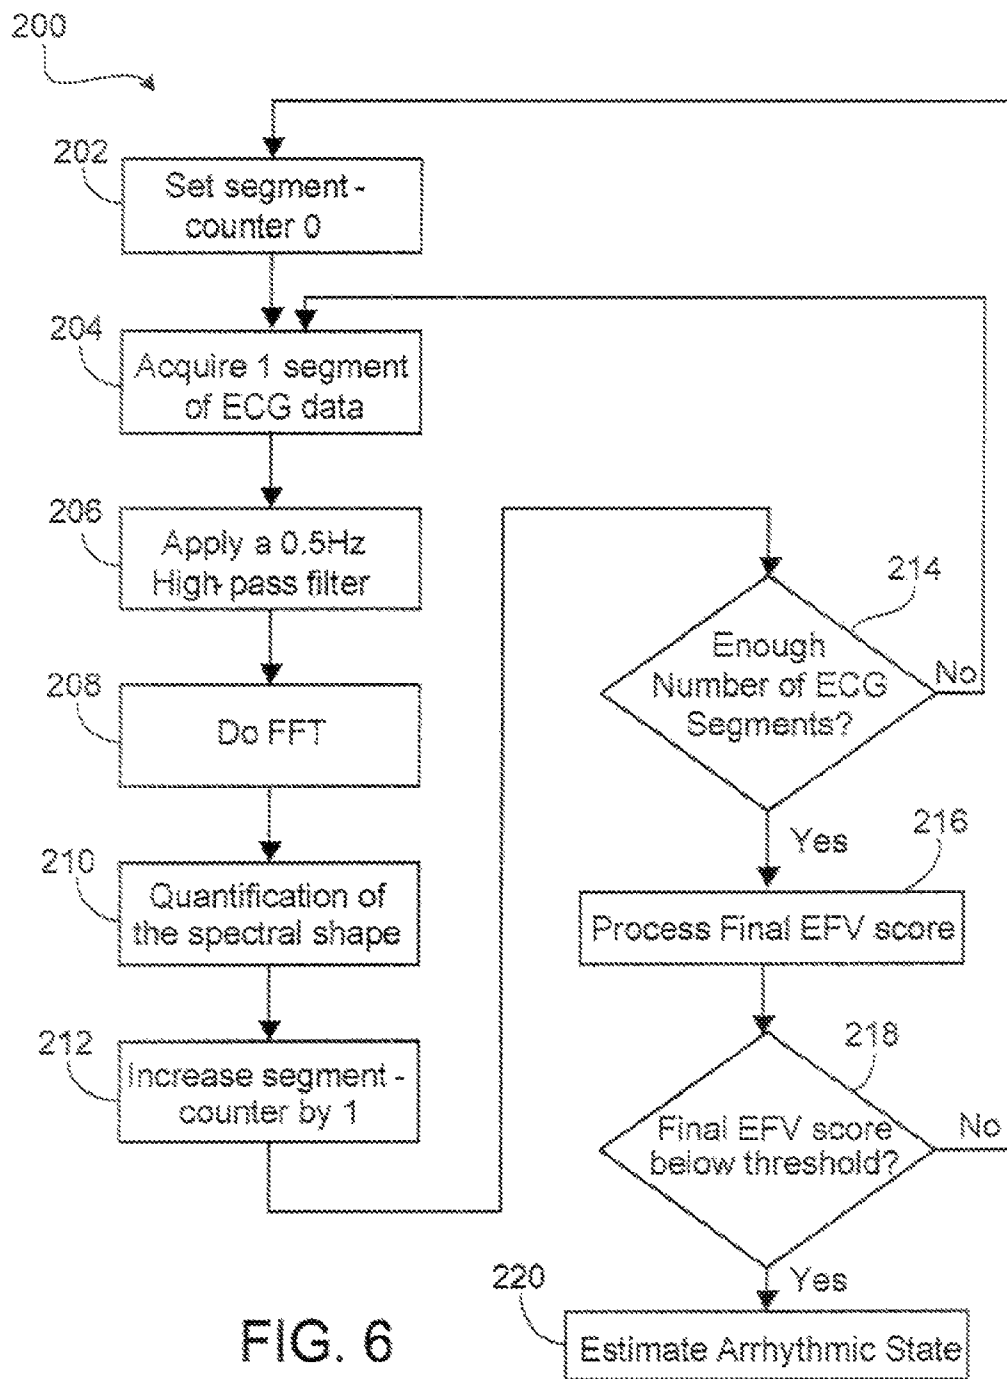 200
202
Set segment -
counter 0
204
Acquire 1 segment
of ECG data
206
Apply a 0.5Hz
High-pass filter
208
Do FFT
210
Quantification of
the spectral shape
212
Increase segment -
counter by 1
214
Enough
Number of ECG
Segments?
No
Yes
216
Process Final EFV score
218
Final EFV score
below threshold?
No
Yes
220
Estimate Arrhythmic State
FIG. 6